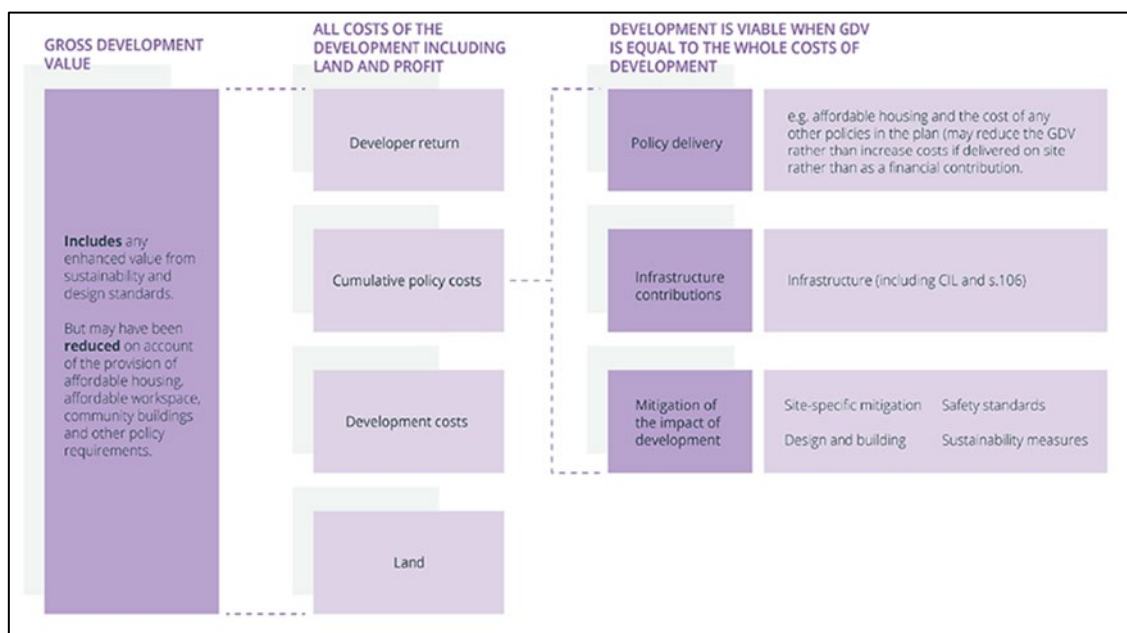 GROSS DEVELOPMENT
VALUE
ALL COSTS OF THE
DEVELOPMENT INCLUDING
LAND AND PROFIT
DEVELOPMENT IS VIABLE WHEN GDV
IS EQUAL TO THE WHOLE COSTS OF
DEVELOPMENT
Includes any
enhanced value from
sustainability and
design standards.
But may have been
reduced on account
of the provision of
affordable housing,
affordable workspace,
community buildings
and other policy
requirements.
Developer return
Cumulative policy costs
Development costs
Land
Policy delivery
e.g. affordable housing and the cost of any
other policies in the plan (may reduce the GDV
rather than increase costs if delivered on site
rather than as a financial contribution.
Infrastructure
contributions
Infrastructure (including CIL and s.106)
Mitigation of
the impact of
development
Site-specific mitigation
Safety standards
Design and building
Sustainability measures